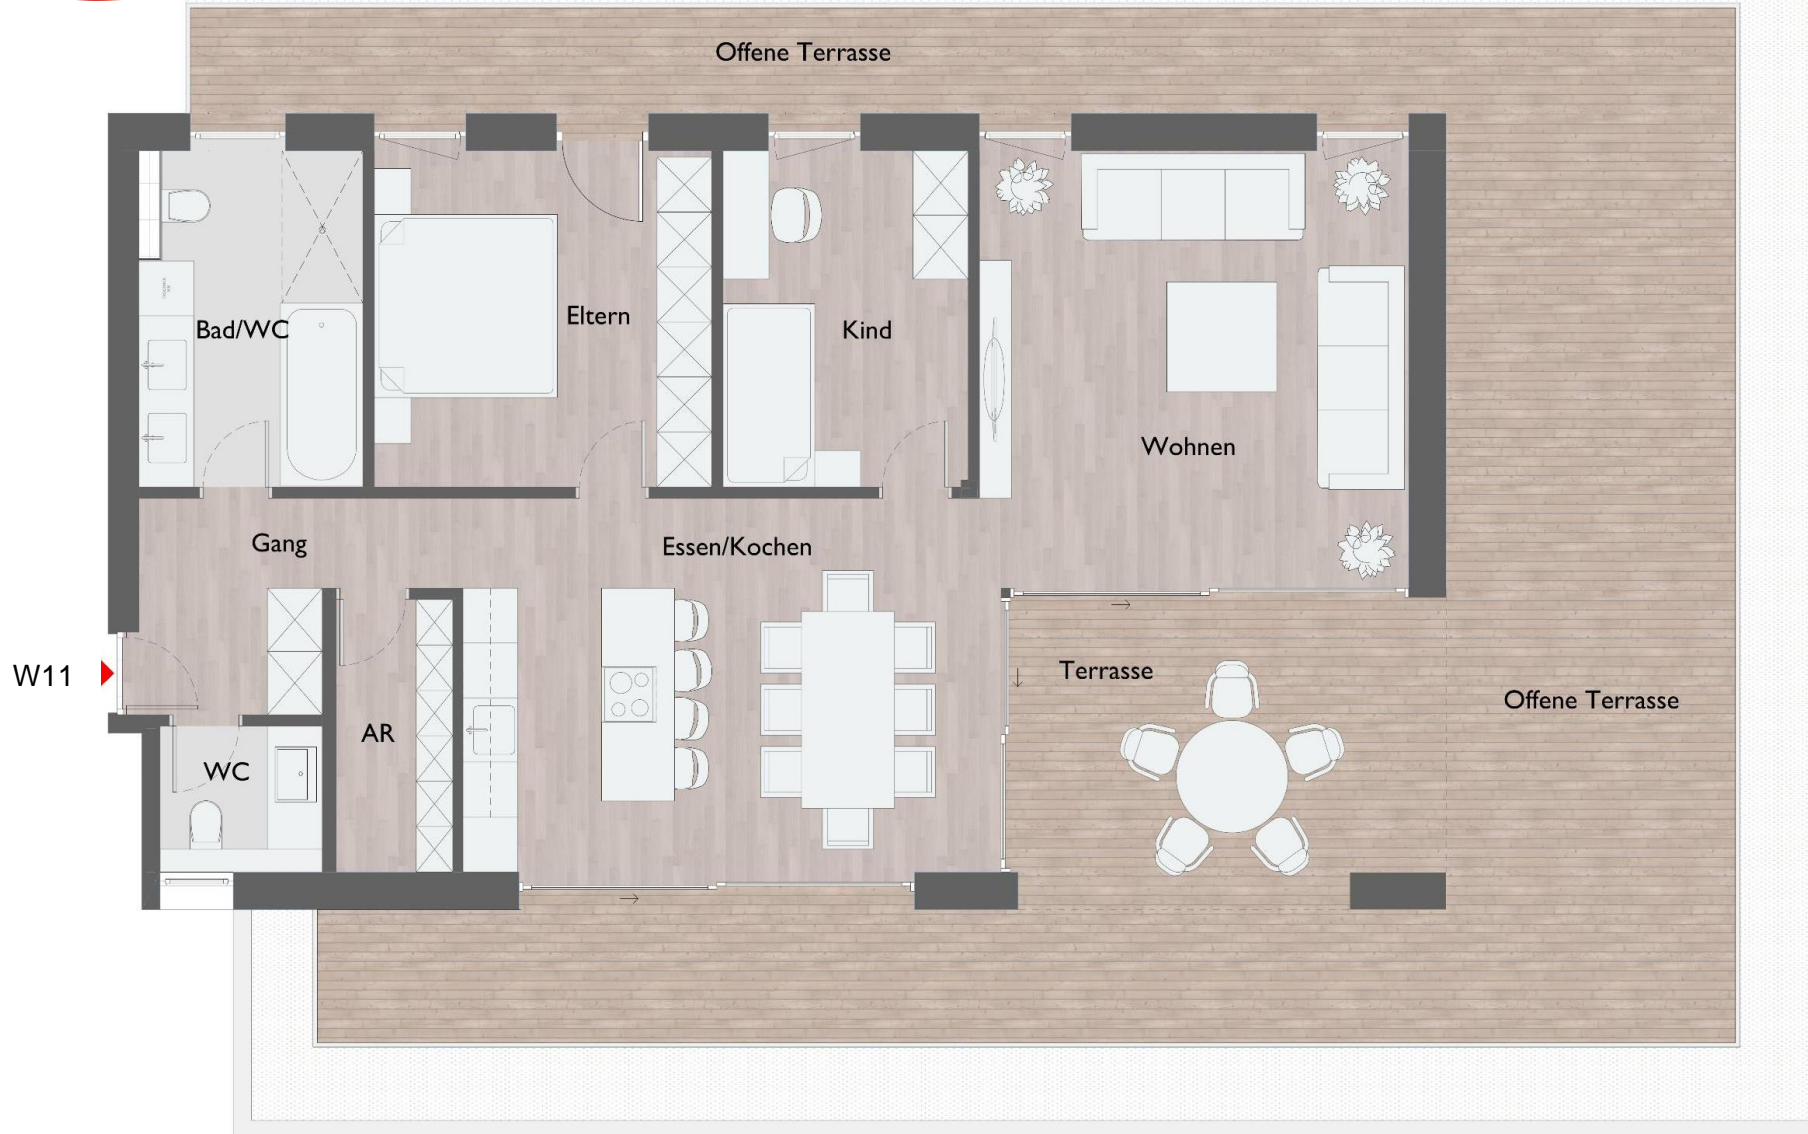 Offene Terrasse
Bad/WC
Eltern
Kind
Wohnen
Gang
Essen/Kochen
W11
AR
WC
Terrasse
Offene Terrasse